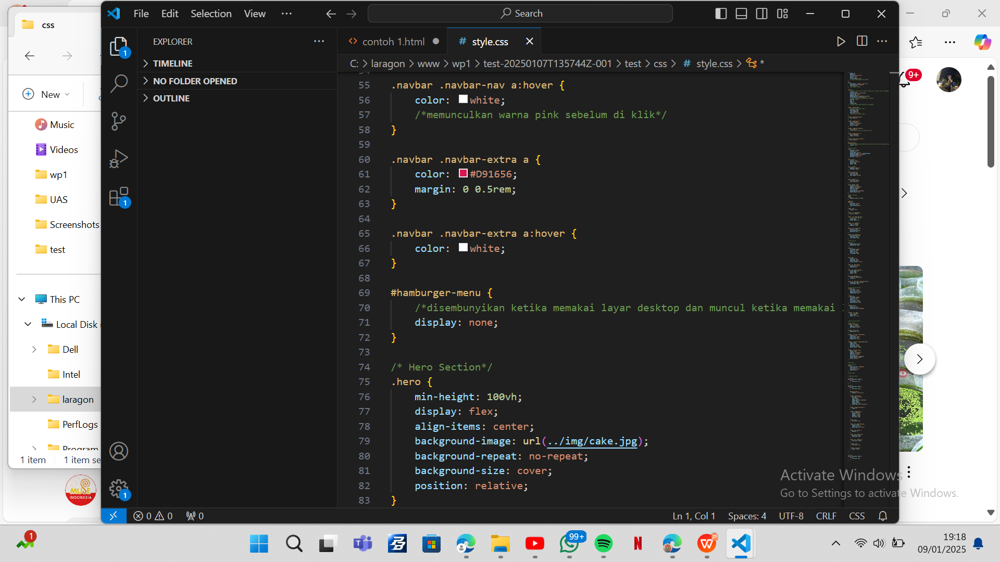 css
New
Music
Videos
wp1
UAS
Screenshots
test
This PC
Local Disk
Dell
Intel
laragon
PerfLogs
Program
1 item
1 item se
MUSE
INDONESIA
File Edit Selection View
Search
EXPLORER
TIMELINE
NO FOLDER OPENED
OUTLINE
1
1
1
contoh 1.html
# style.css
C: > laragon > www > wp1 > test-20250107T135744Z-001 > test > css > # style.css > *
55 .navbar .navbar-nav a:hover {
56 color: white;
57 /*memunculkan warna pink sebelum di klik*/
58 }
59
60 .navbar .navbar-extra a {
61 color: #D91656;
62 margin: 0 0.5rem;
63 }
64
65 .navbar .navbar-extra a:hover {
66 color: white;
67 }
68
69 #hamburger-menu {
70 /*disembunyikan ketika memakai layar desktop dan muncul ketika memakai
71 display: none;
72 }
73
74 /* Hero Section*/
75 .hero {
76 min-height: 100vh;
77 display: flex;
78 align-items: center;
79 background-image: url(../img/cake.jpg);
80 background-repeat: no-repeat;
81 background-size: cover;
82 position: relative;
83 }
9+
Activate Windows
Go to Settings to activate Windows.
0 0 0
Ln 1, Col 1 Spaces: 4 UTF-8 CRLF CSS
1
99+
19:18
09/01/2025